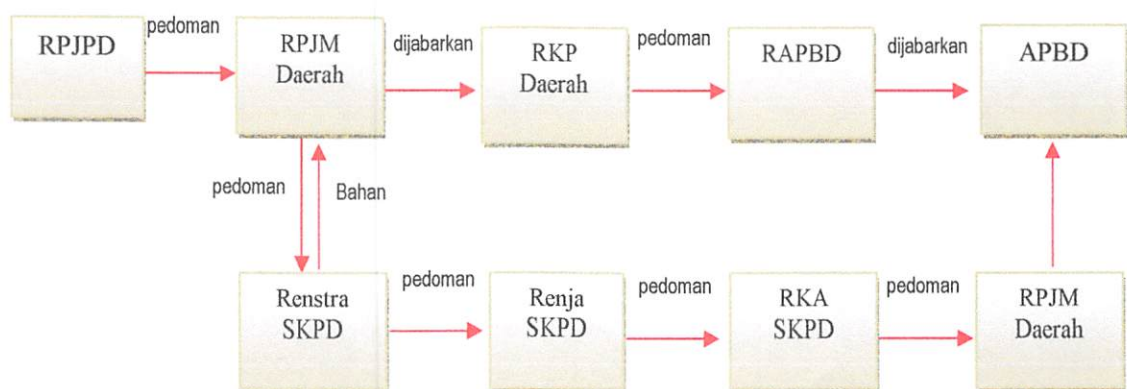 pedoman
RPJPD
RPJM
Daerah
dijabarkan
RKP
Daerah
pedoman
RAPBD
dijabarkan
APBD
pedoman
Bahan
Renstra
SKPD
pedoman
Renja
SKPD
pedoman
RKA
SKPD
pedoman
RPJM
Daerah